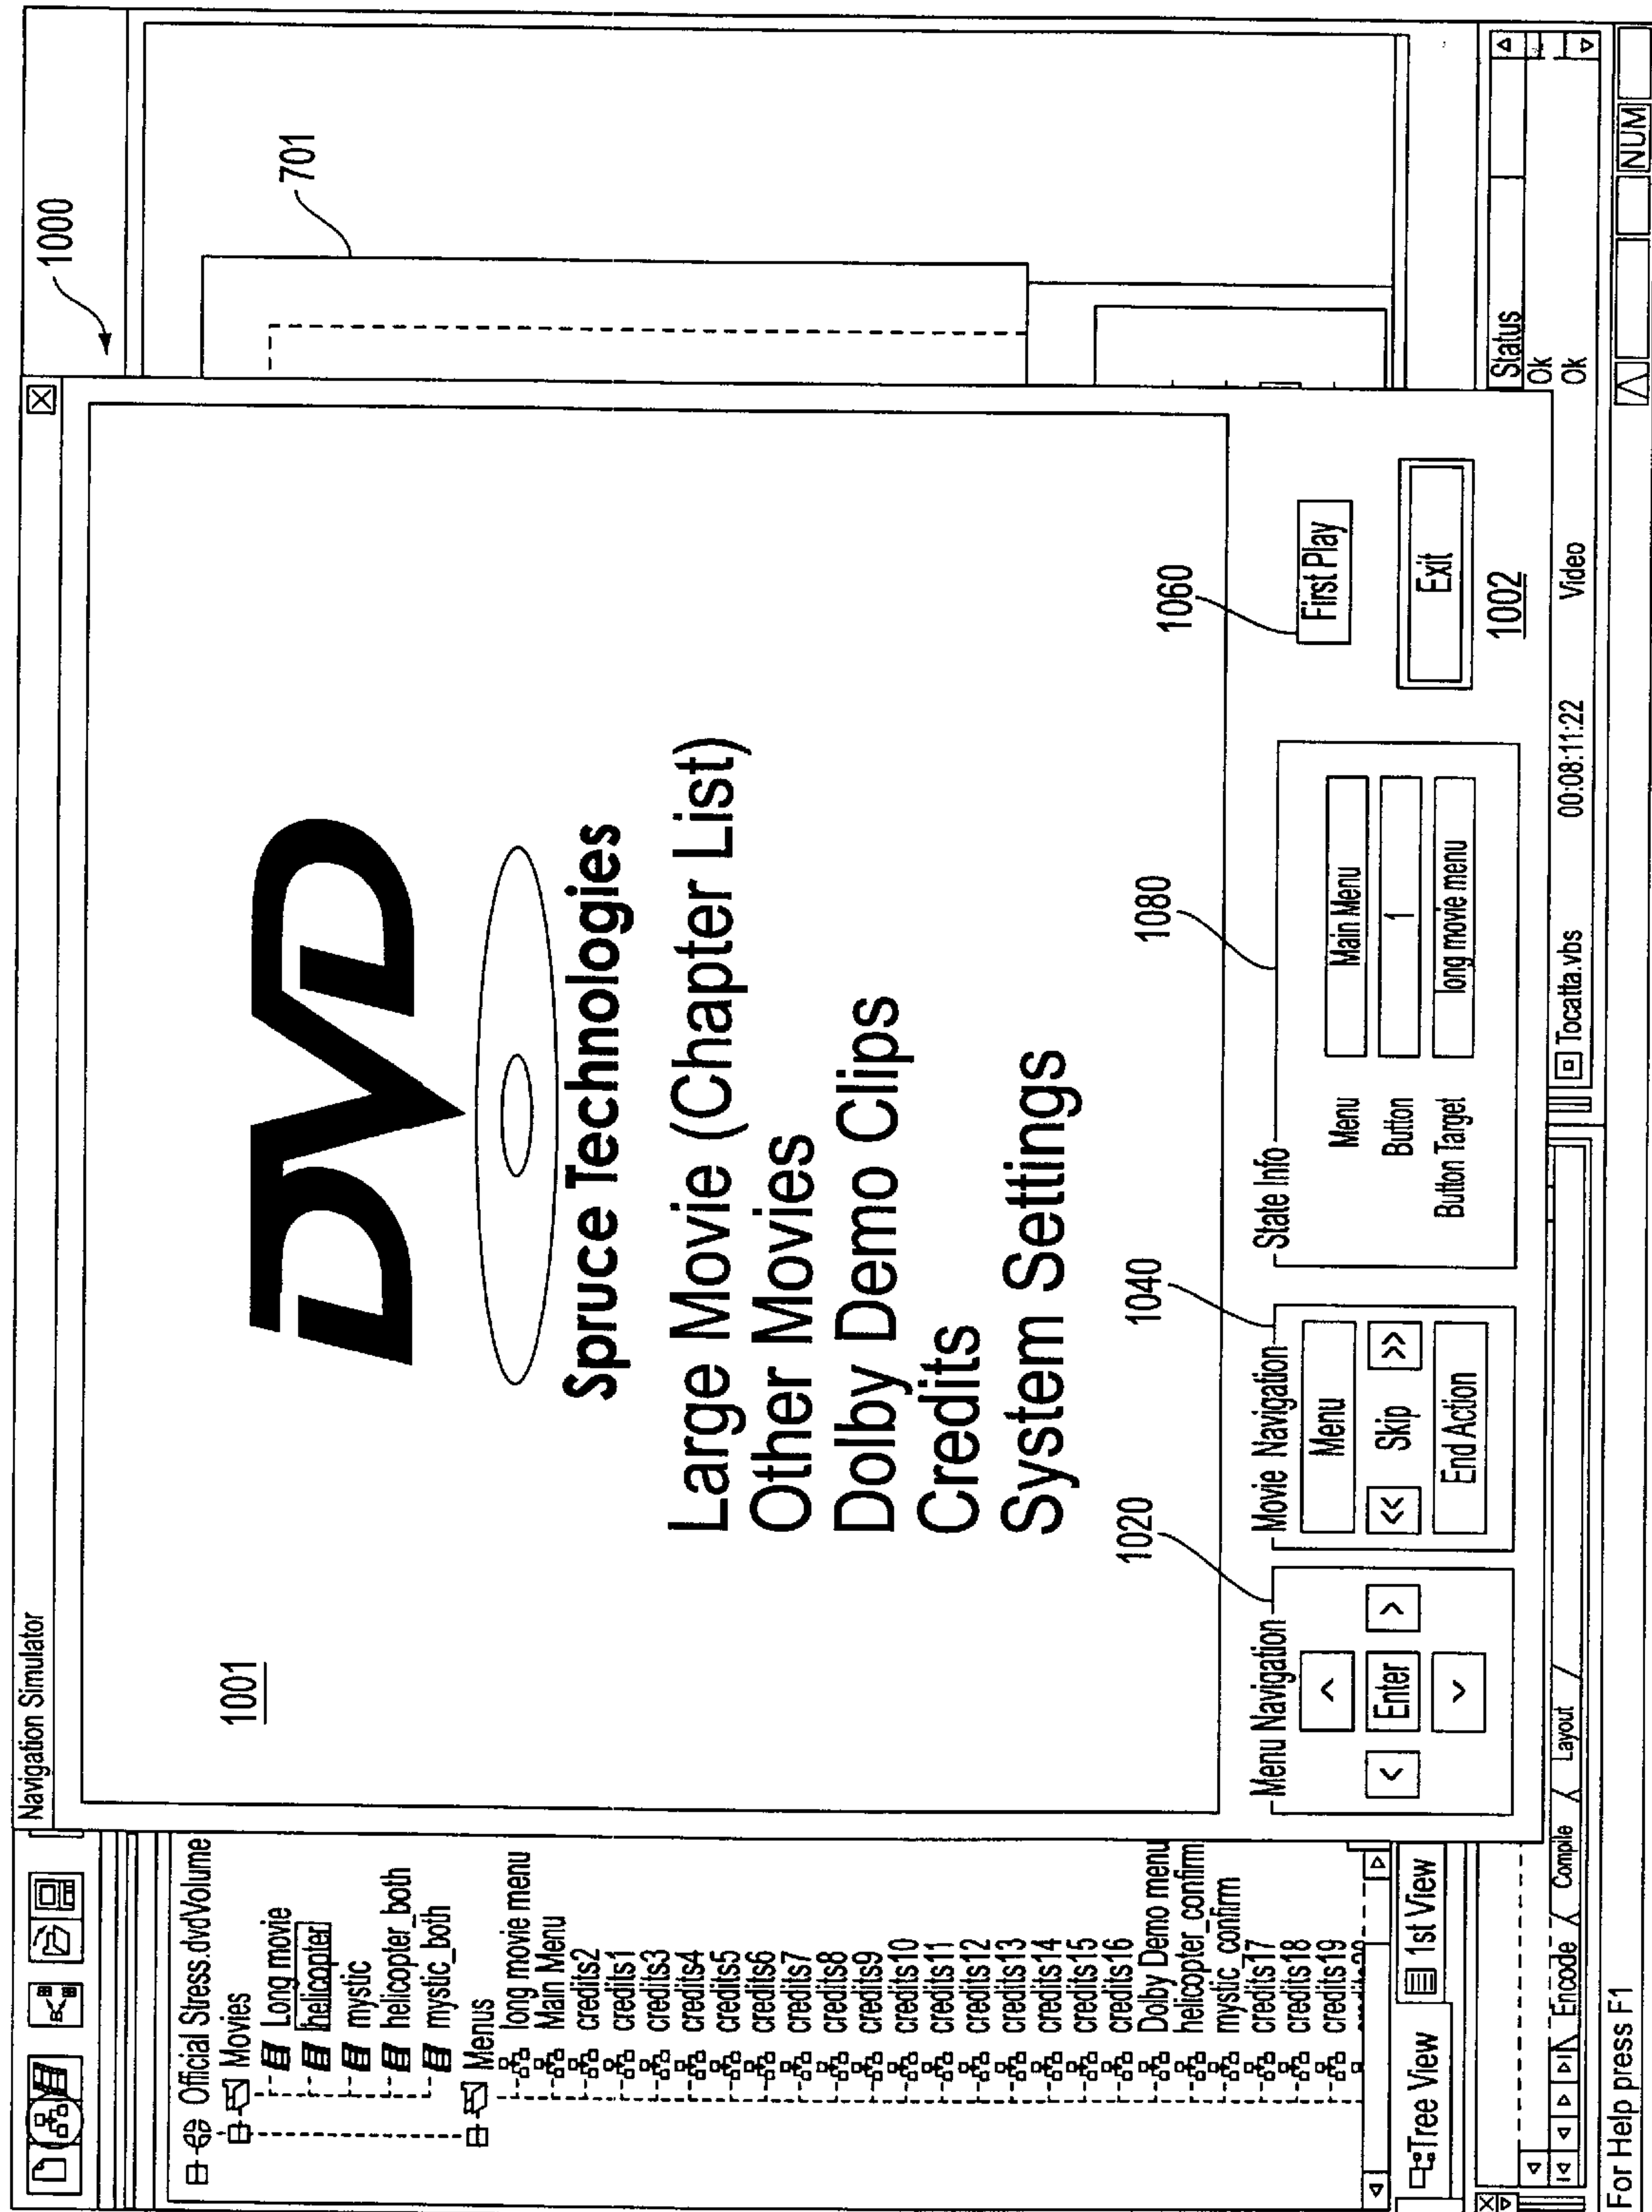 1000
701
Navigation Simulator
Official Stress.dvdVolume
Movies
Long movie
helicopter
mystic
helicopter_both
mystic_both
Menus
long movie menu
Main Menu
credits2
credits1
credits3
credits4
credits5
credits6
credits7
credits8
credits9
credits10
credits11
credits12
credits13
credits14
credits15
credits16
Dolby Demo menu
helicopter_confirm
mystic_confirm
credits17
credits18
credits19
Tree View
1st View
1001
DVD
Spruce Technologies
Large Movie (Chapter List)
Other Movies
Dolby Demo Clips
Credits
System Settings
1020
1040
1080
1060
Menu Navigation
<
^
Enter
v
>
Movie Navigation
Menu
<< Skip >>
End Action
State Info
Menu Main Menu
Button 1
Button Target long movie menu
First Play
Exit
1002
Status
Ok
Ok
Encode Compile Layout
Tocatta.vbs 00:08:11:22 Video
For Help press F1
NUM